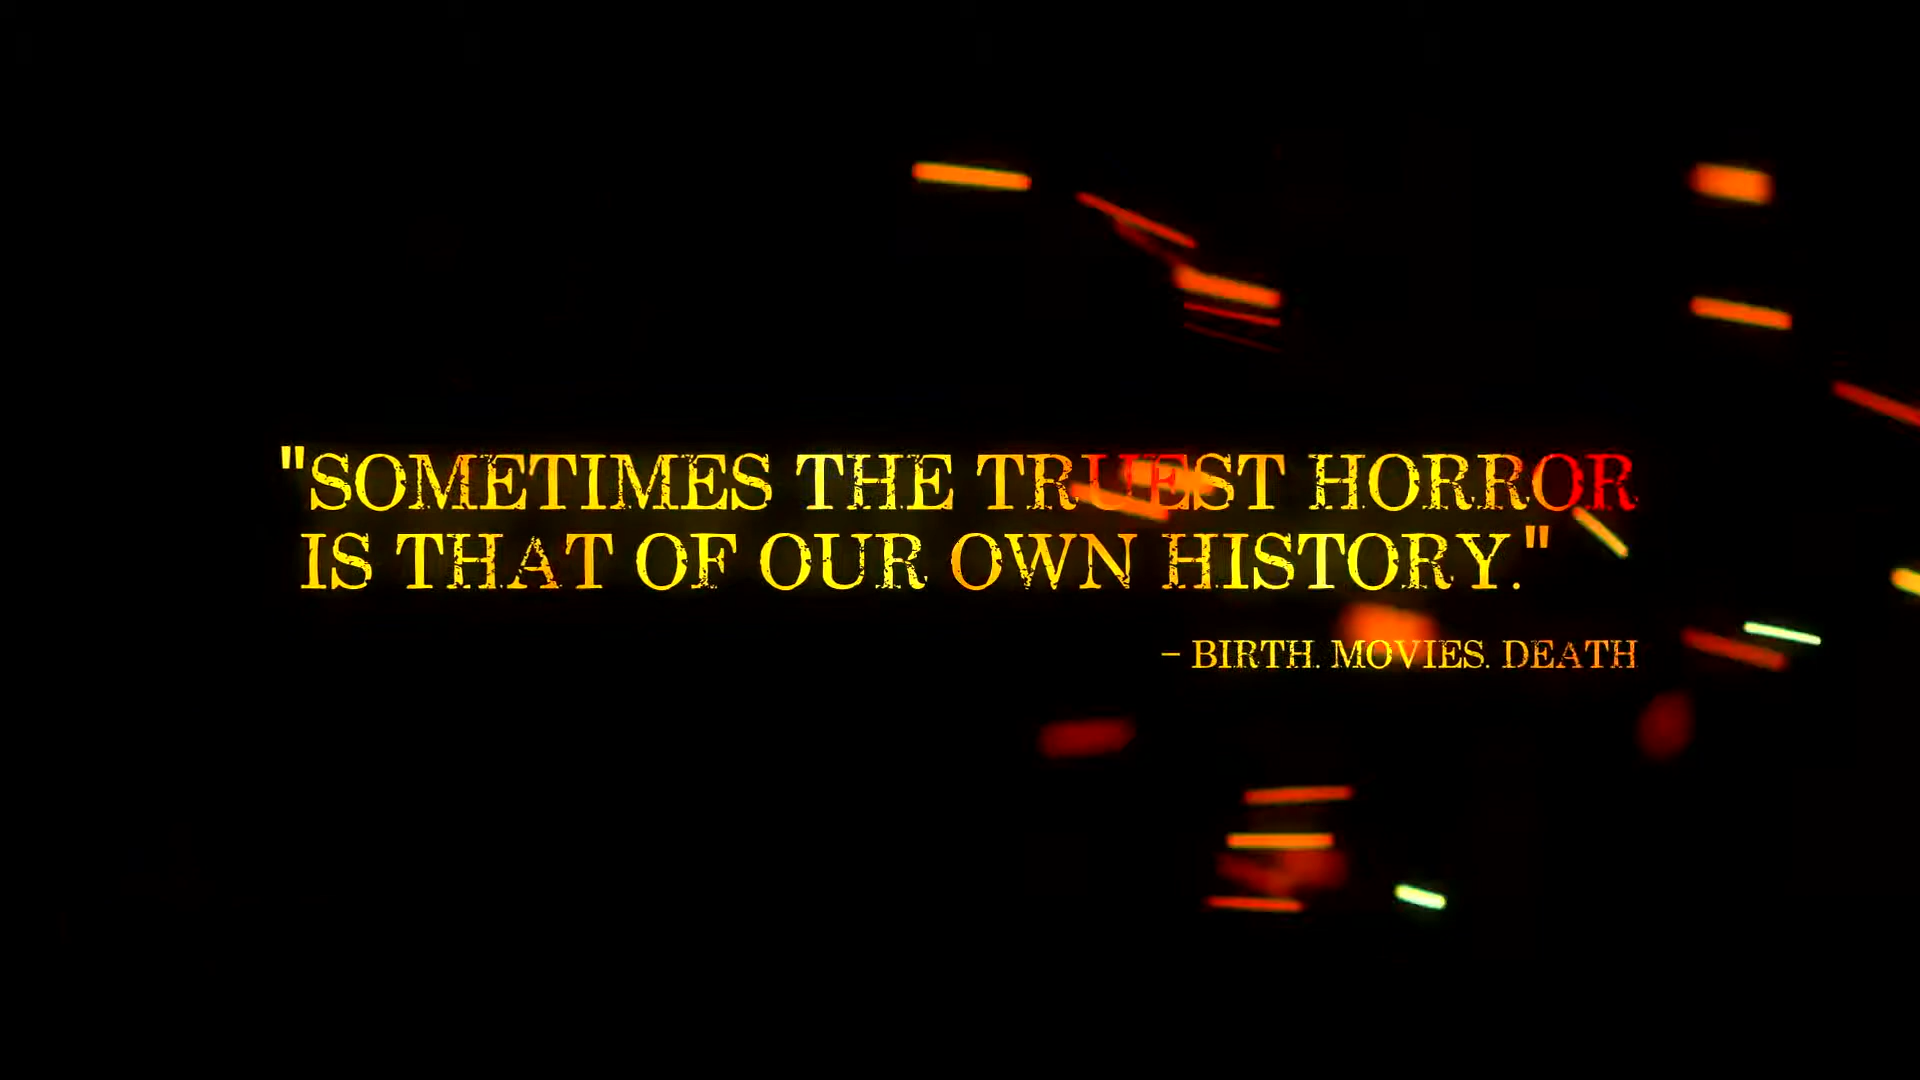 "SOMETIMES THE TRUEST HORROR
IS THAT OF OUR OWN HISTORY."
– BIRTH. MOVIES. DEATH